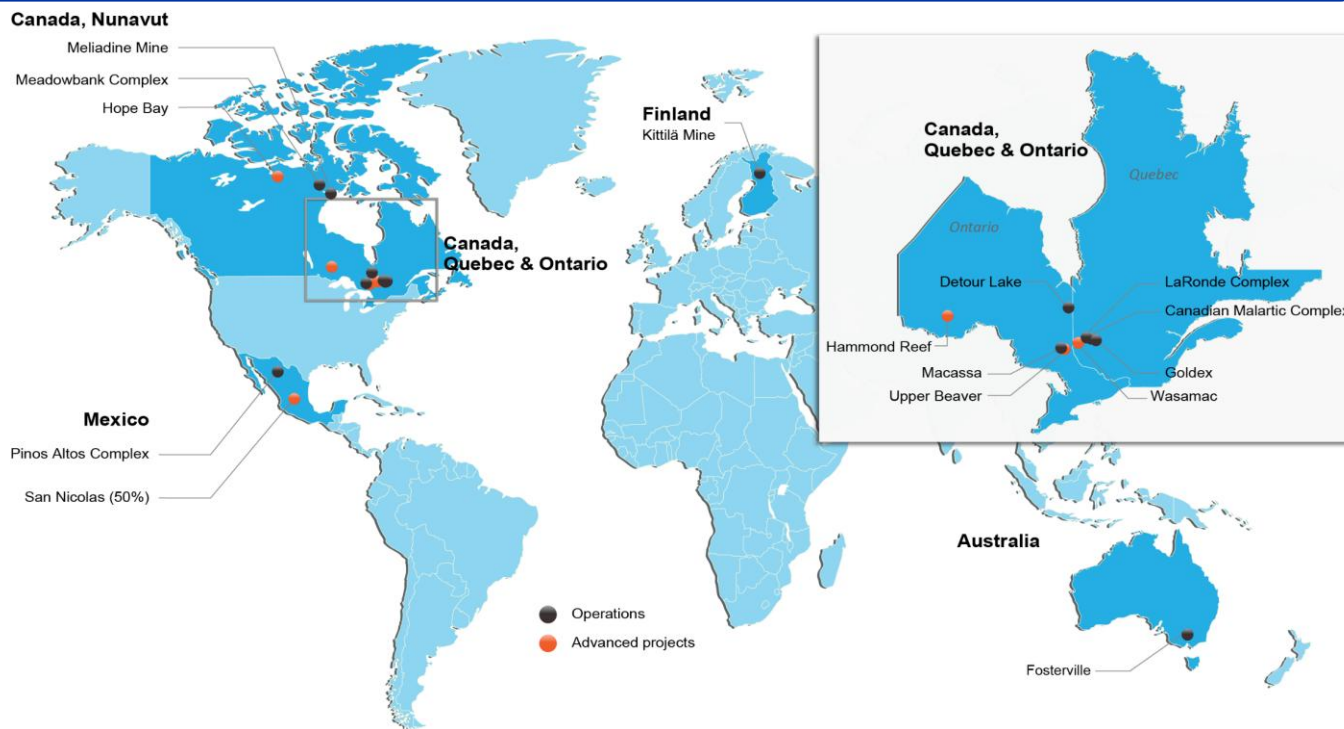 Canada, Nunavut
Meliadine Mine
Meadowbank Complex
Hope Bay
Finland
Kittilä Mine
Canada,
Quebec & Ontario
Mexico
Pinos Altos Complex
San Nicolas (50%)
Operations
Advanced projects
Australia
Fosterville
Canada,
Quebec & Ontario
Quebec
Ontario
Detour Lake
LaRonde Complex
Canadian Malartic Complex
Hammond Reef
Macassa
Goldex
Upper Beaver
Wasamac